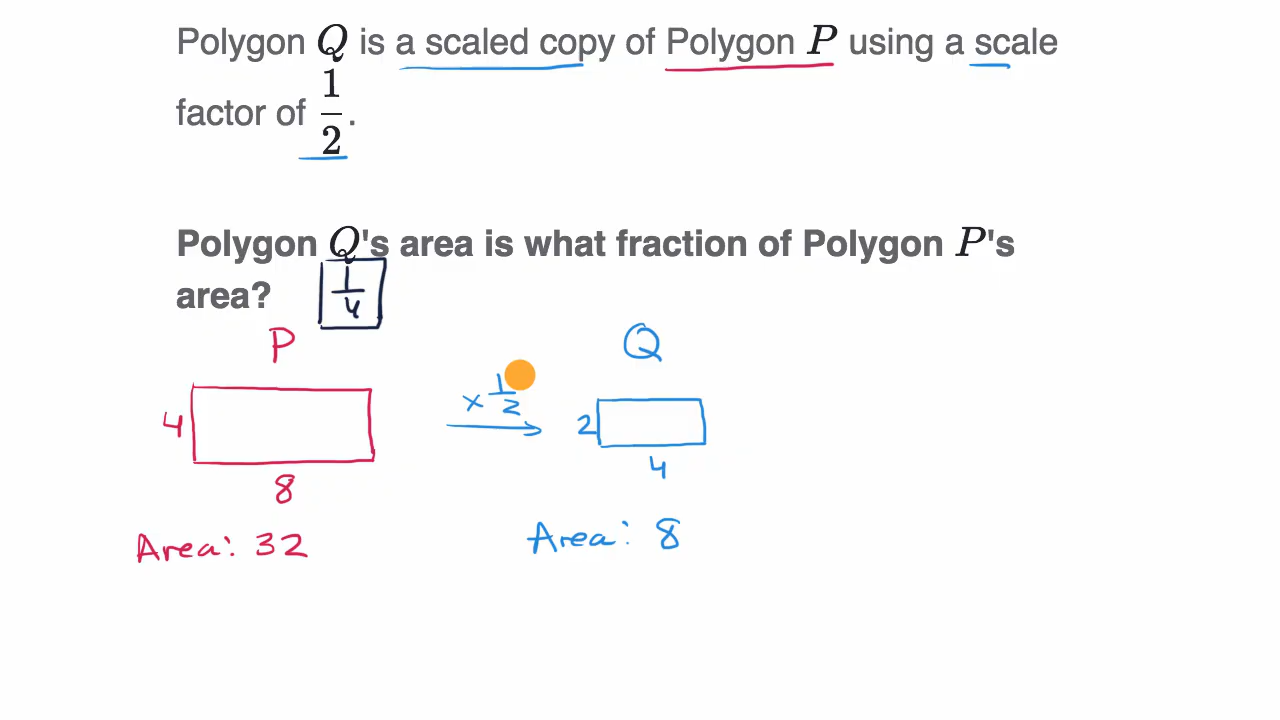 Polygon Q is a scaled copy of Polygon P using a scale
factor of 1/2.
Polygon Q's area is what fraction of Polygon P's
area? 1/4
P
Q
4
8
× 1/2
2
4
Area: 32
Area: 8